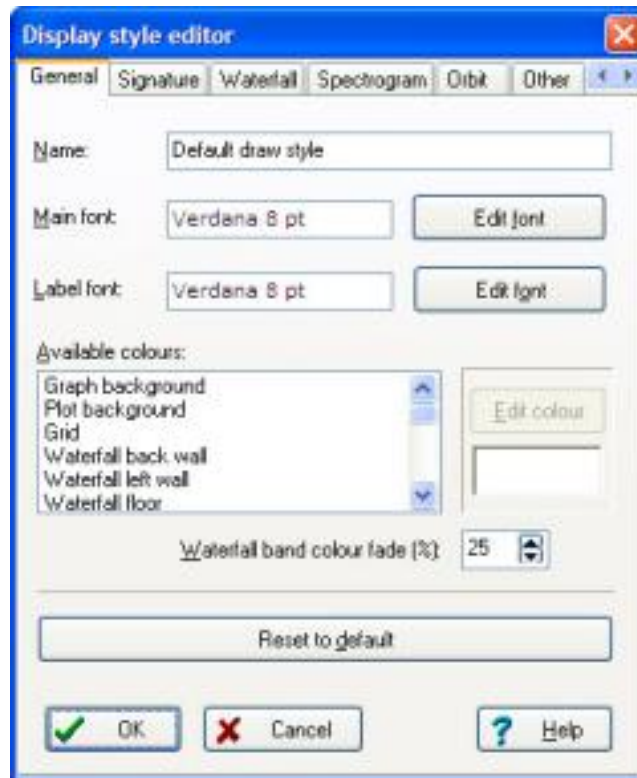 Display style editor
General Signature Waterfall Spectrogram Orbit Other
Name: Default draw style
Main font: Verdana 8 pt Edit font
Label font: Verdana 8 pt Edit font
Available colours:
Graph background
Plot background
Grid
Waterfall back wall
Waterfall left wall
Waterfall floor
Edit colour
Waterfall band colour fade (%): 25
Reset to default
OK Cancel Help